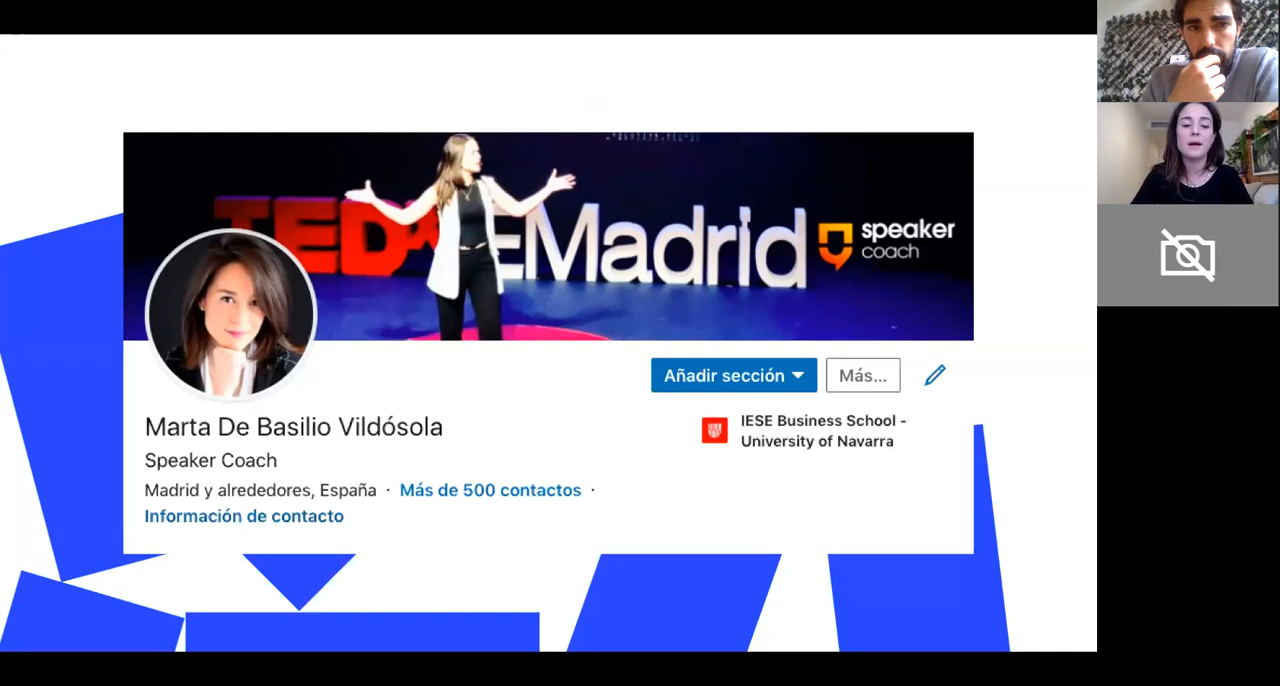 Madrid
speaker
coach
Añadir sección
Más...
Marta De Basilio Vildósola
IESE Business School -
University of Navarra
Speaker Coach
Madrid y alrededores, España · Más de 500 contactos ·
Información de contacto